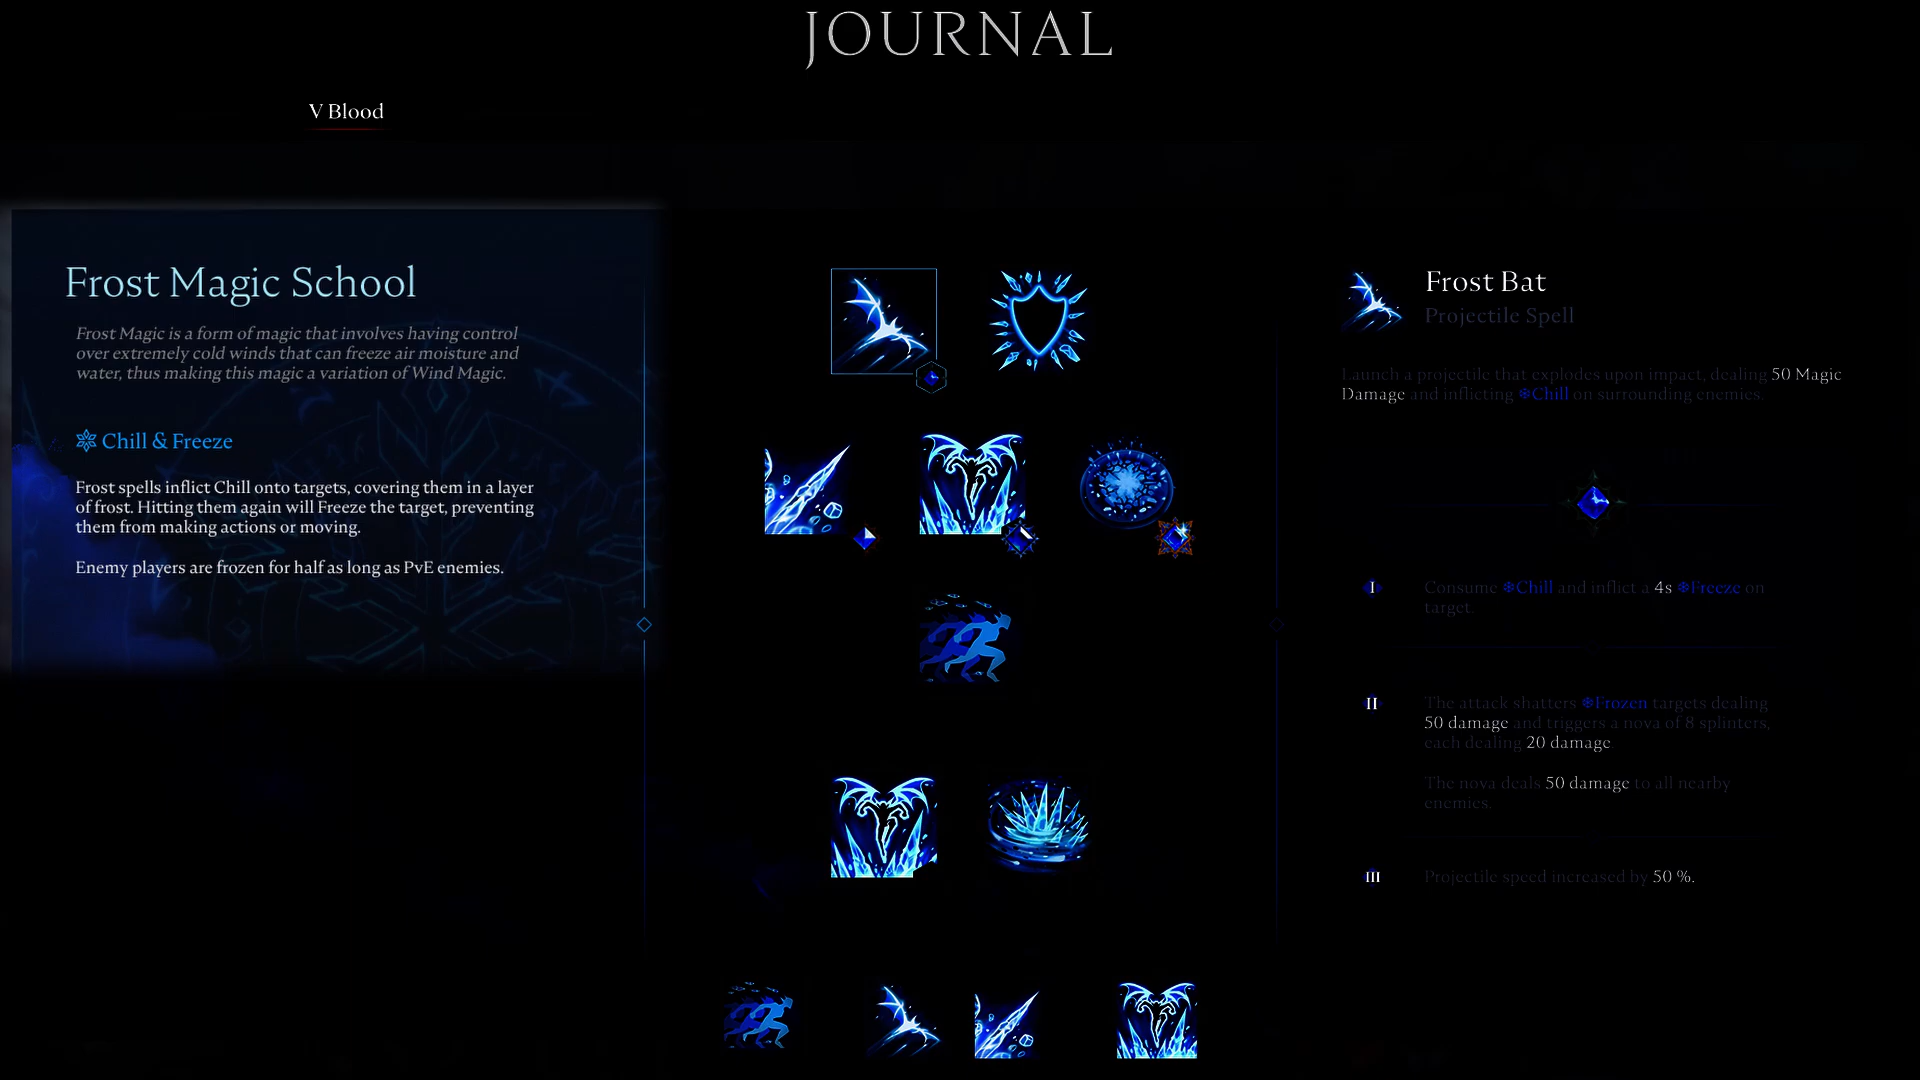 JOURNAL
V Blood
Frost Magic School
Frost Magic is a form of magic that involves having control
over extremely cold winds that can freeze air moisture and
water, thus making this magic a variation of Wind Magic.
Chill & Freeze
Frost spells inflict Chill onto targets, covering them in a layer
of frost. Hitting them again will Freeze the target, preventing
them from making actions or moving.
Enemy players are frozen for half as long as PvE enemies.
Frost Bat
Projectile Spell
Launch a projectile that explodes upon impact, dealing 50 Magic
Damage and inflicting ❄Chill on surrounding enemies.
I
Consume ❄Chill and inflict a 4s ❄Freeze on
target.
II
The attack shatters ❄Frozen targets dealing
50 damage and triggers a nova of 8 splinters,
each dealing 20 damage.
The nova deals 50 damage to all nearby
enemies.
III
Projectile speed increased by 50 %.